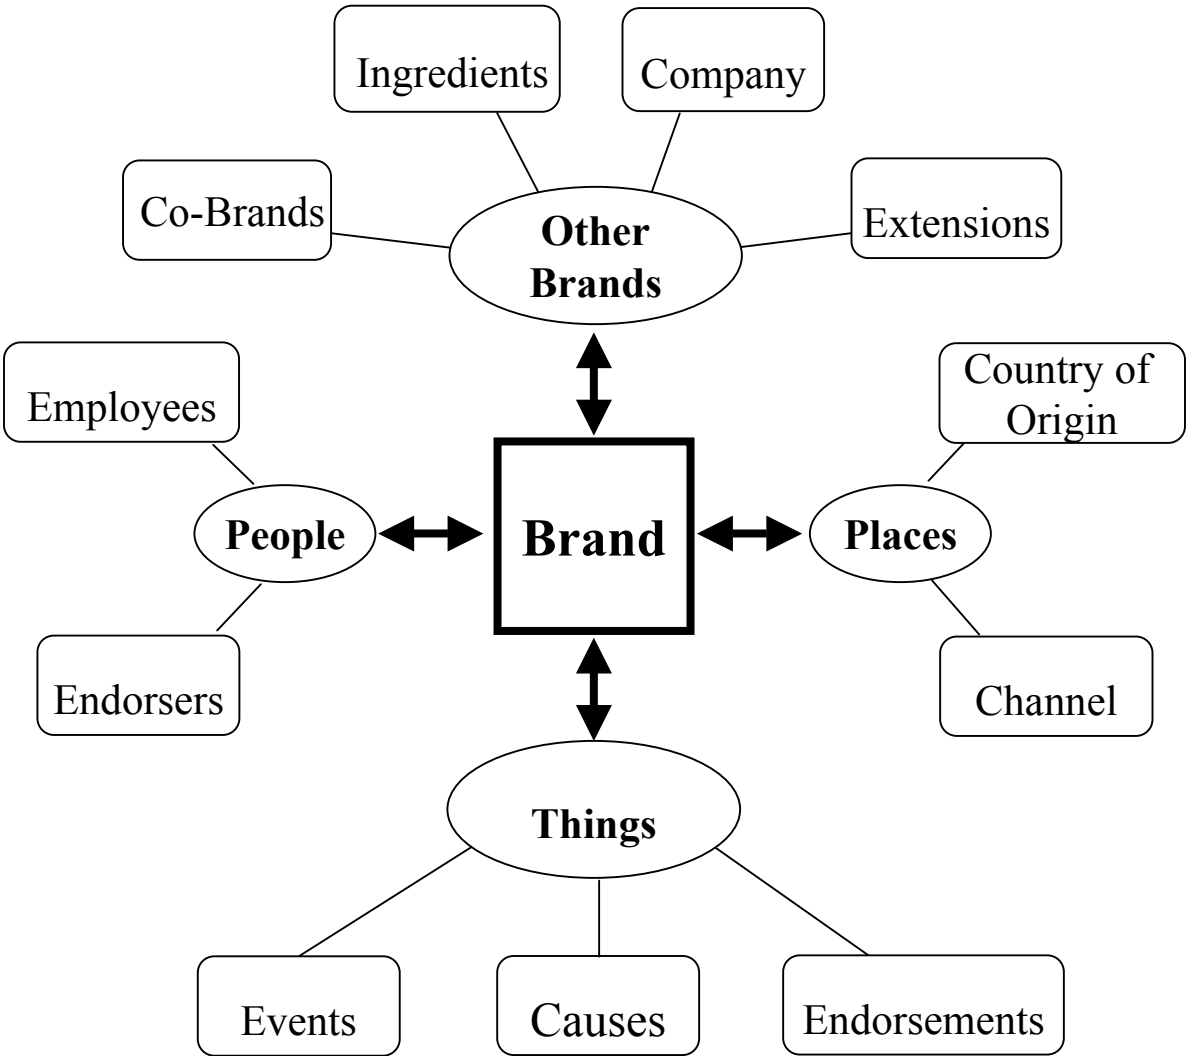 Ingredients
Company
Co-Brands
Extensions
Other
Brands
Employees
Country of
Origin
People
Brand
Places
Endorsers
Channel
Things
Events
Causes
Endorsements